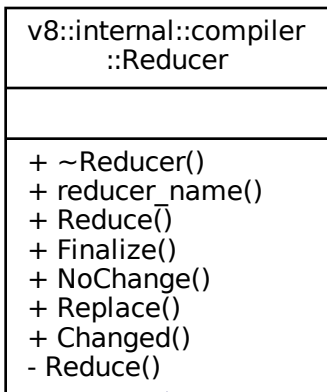 v8::internal::compiler
::Reducer
+ ~Reducer()
+ reducer_name()
+ Reduce()
+ Finalize()
+ NoChange()
+ Replace()
+ Changed()
- Reduce()